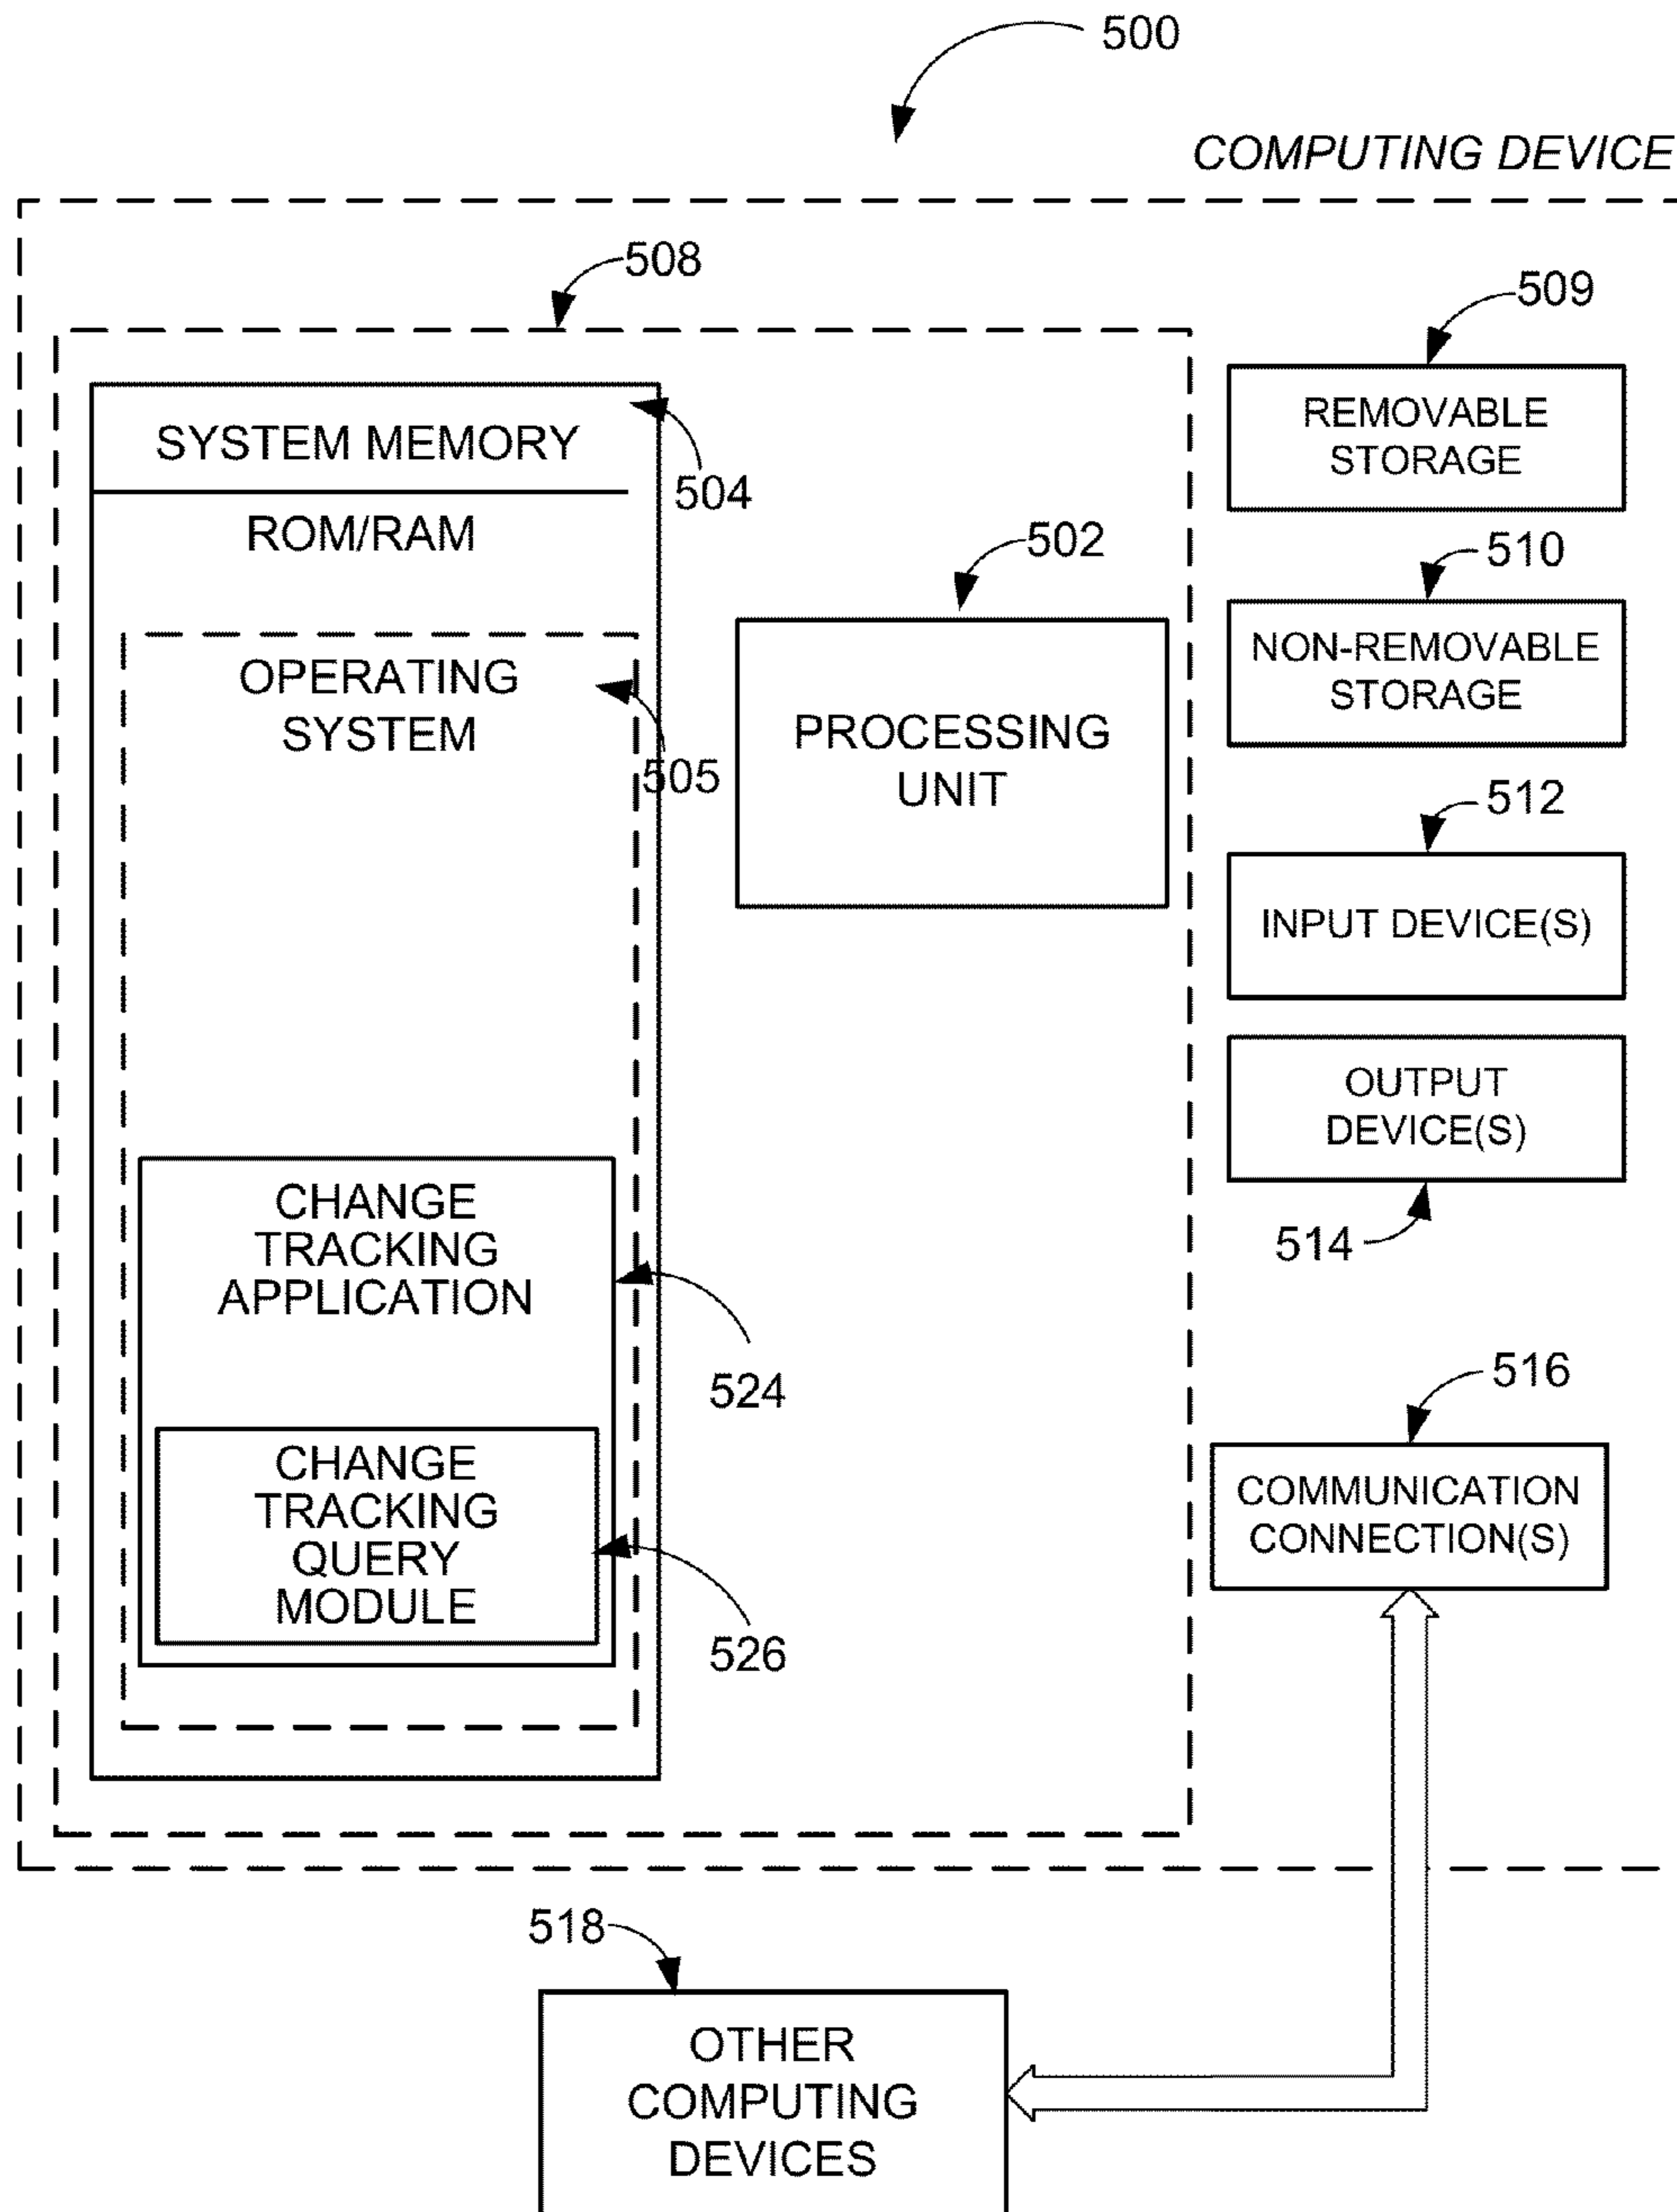 500
COMPUTING DEVICE
508
509
SYSTEM MEMORY
504
ROM/RAM
REMOVABLE
STORAGE
502
510
OPERATING
SYSTEM
505
PROCESSING
UNIT
NON-REMOVABLE
STORAGE
512
INPUT DEVICE(S)
OUTPUT
DEVICE(S)
514
CHANGE
TRACKING
APPLICATION
524
516
CHANGE
TRACKING
QUERY
MODULE
526
COMMUNICATION
CONNECTION(S)
518
OTHER
COMPUTING
DEVICES